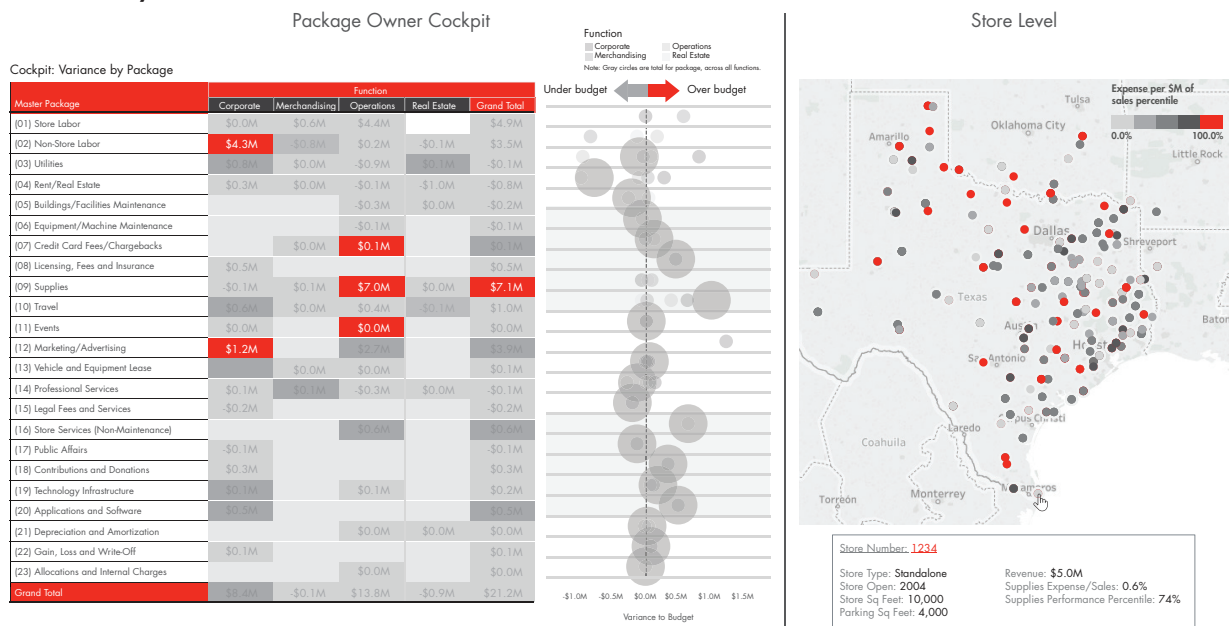 Package Owner Cockpit
Store Level
Function
Corporate Operations
Merchandising Real Estate
Note: Gray circles are total for package, across all functions.
Cockpit: Variance by Package
Under budget Over budget
Function
Master Package Corporate Merchandising Operations Real Estate Grand Total
(01) Store Labor $0.0M $0.6M $4.4M $4.9M
(02) Non-Store Labor $4.3M -$0.8M $0.2M -$0.1M $3.5M
(03) Utilities $0.8M $0.0M -$0.9M $0.1M -$0.1M
(04) Rent/Real Estate $0.3M $0.0M -$0.1M -$1.0M -$0.8M
(05) Buildings/Facilities Maintenance -$0.3M $0.0M -$0.2M
(06) Equipment/Machine Maintenance -$0.1M -$0.1M
(07) Credit Card Fees/Chargebacks $0.0M $0.1M $0.1M
(08) Licensing, Fees and Insurance $0.5M $0.5M
(09) Supplies -$0.1M $0.1M $7.0M $0.0M $7.1M
(10) Travel $0.6M $0.0M $0.4M -$0.1M $1.0M
(11) Events $0.0M $0.0M $0.0M
(12) Marketing/Advertising $1.2M $2.7M $3.9M
(13) Vehicle and Equipment Lease $0.0M $0.0M $0.1M
(14) Professional Services $0.1M $0.1M -$0.3M $0.0M -$0.1M
(15) Legal Fees and Services -$0.2M -$0.2M
(16) Store Services (Non-Maintenance) $0.6M $0.6M
(17) Public Affairs -$0.1M -$0.1M
(18) Contributions and Donations $0.3M $0.3M
(19) Technology Infrastructure $0.1M $0.1M $0.2M
(20) Applications and Software $0.5M $0.5M
(21) Depreciation and Amortization $0.0M $0.0M $0.0M
(22) Gain, Loss and Write-Off $0.1M $0.1M
(23) Allocations and Internal Charges $0.0M $0.0M
Grand Total $8.4M -$0.1M $13.8M -$0.9M $21.2M
-$1.0M -$0.5M $0.0M $0.5M $1.0M $1.5M
Variance to Budget
Expense per $M of
sales percentile
0.0% 100.0%
Tulsa
Oklahoma City
Amarillo
Little Rock
Dallas
Shreveport
Texas
Austin
Baton
San Antonio
Laredo
Coahuila
Monterrey
Torreón
Store Number: 1234
Store Type: Standalone
Store Open: 2004
Store Sq Feet: 10,000
Parking Sq Feet: 4,000
Revenue: $5.0M
Supplies Expense/Sales: 0.6%
Supplies Performance Percentile: 74%